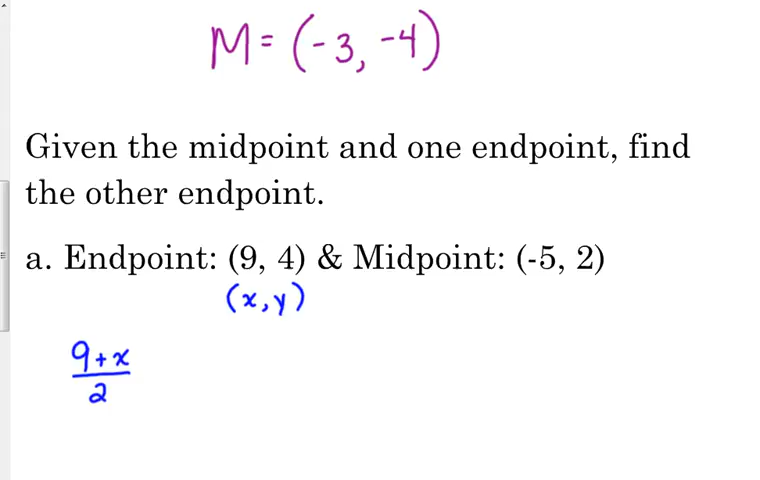 M = (-3, -4)
Given the midpoint and one endpoint, find
the other endpoint.
a. Endpoint: (9, 4) & Midpoint: (-5, 2)
(x, y)
9 + x
2